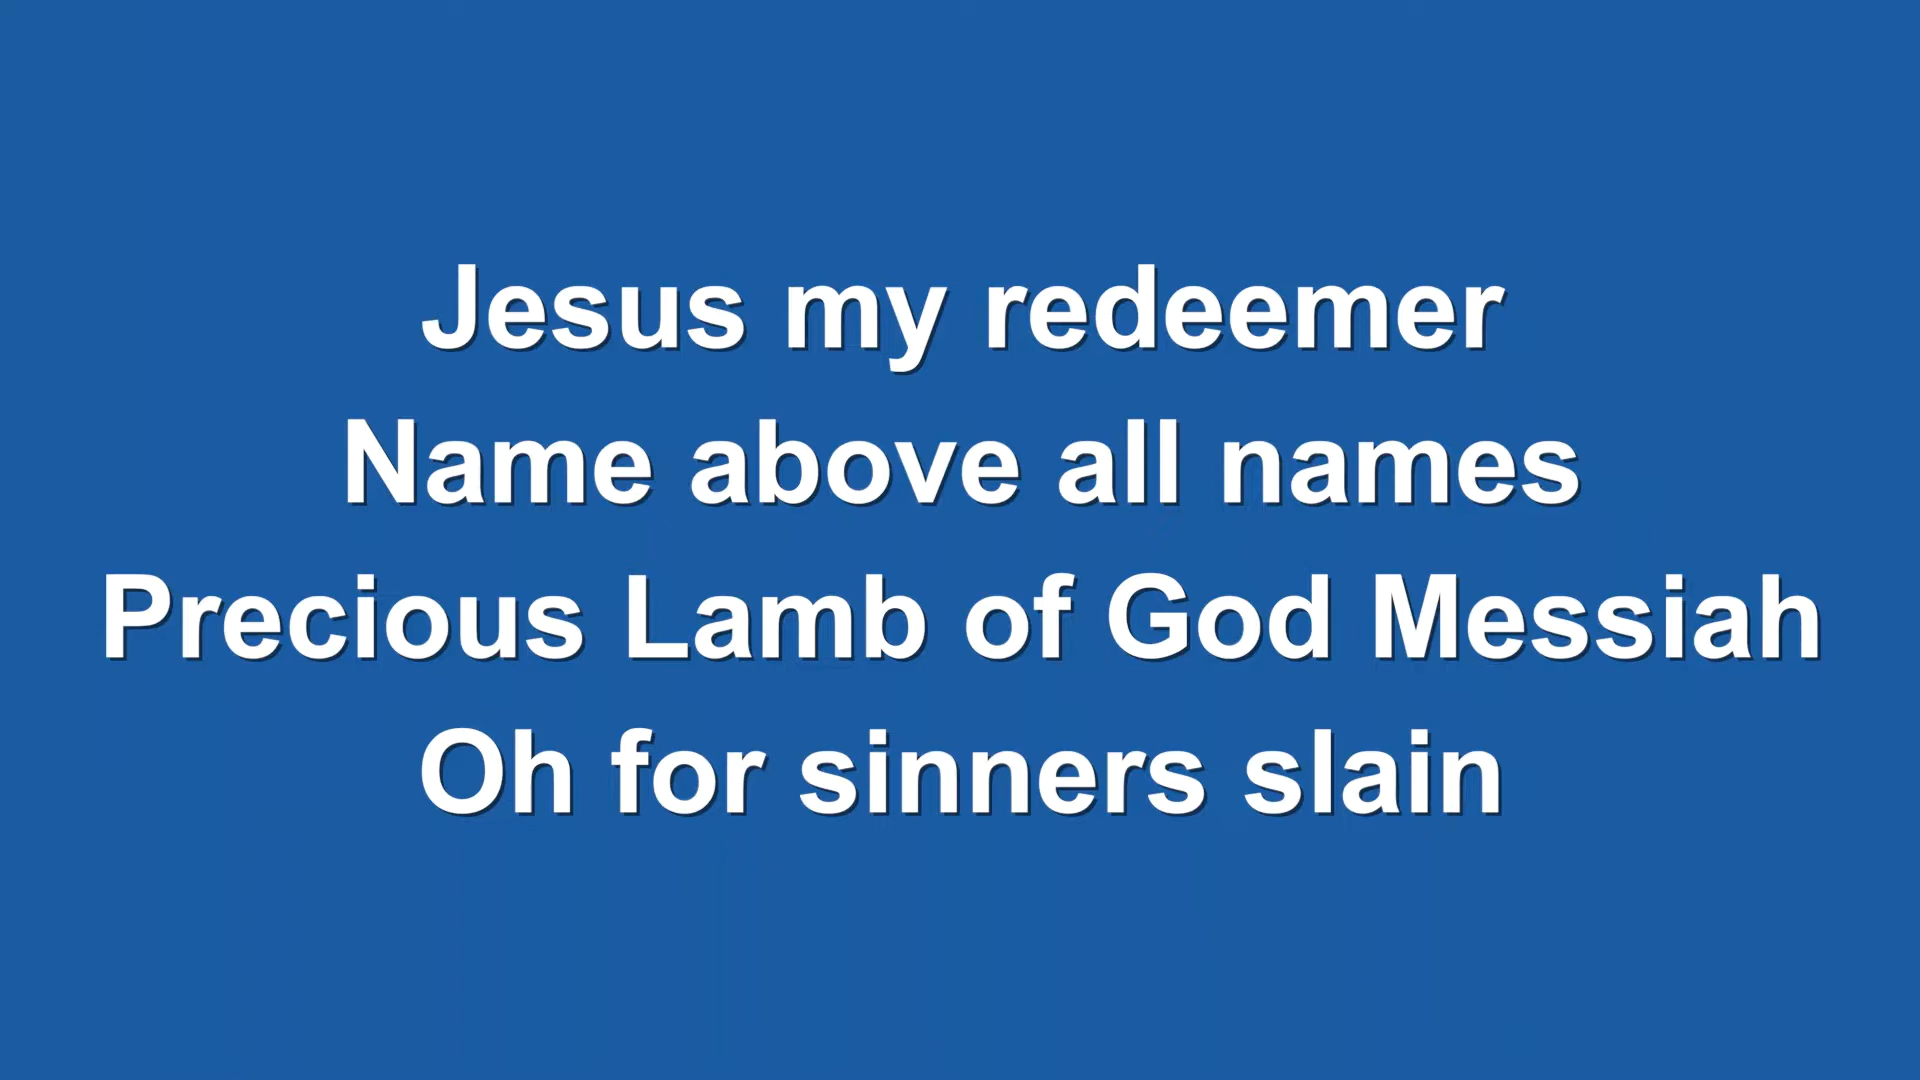 Jesus my redeemer
Name above all names
Precious Lamb of God Messiah
Oh for sinners slain